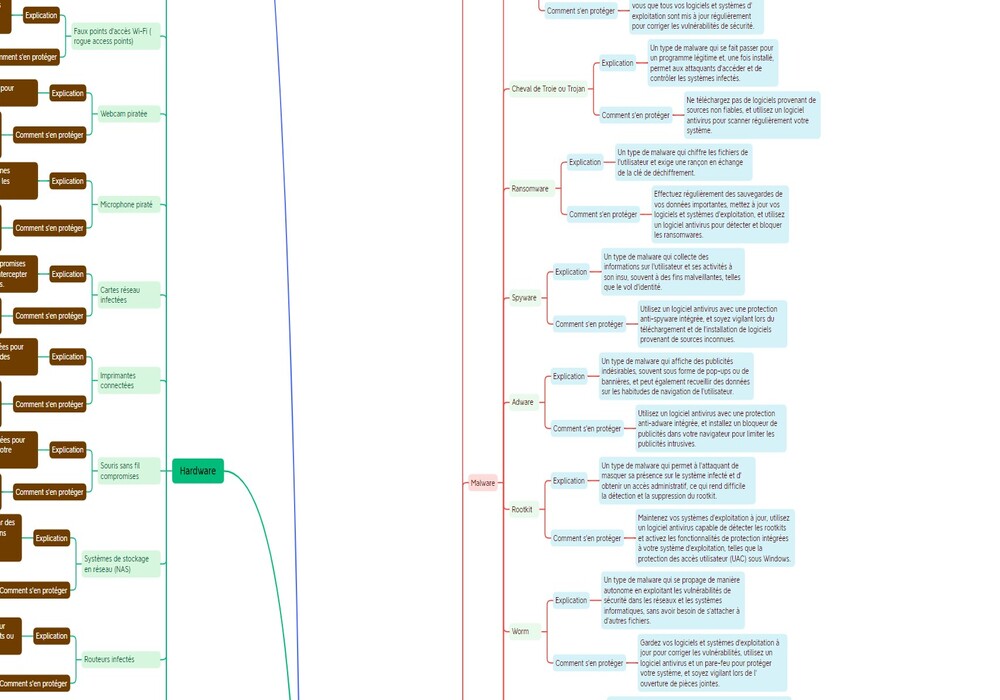 Explication
Faux points d'accès Wi-Fi (
rogue access points)
mment s'en protéger
pour
Explication
Webcam piratée
Comment s'en protéger
nes
les
Explication
Microphone piraté
Comment s'en protéger
promises
ntercepter
s.
Explication
Cartes réseau
infectées
Comment s'en protéger
ées pour
des
Explication
Imprimantes
connectées
Comment s'en protéger
ées pour
otre
Explication
Souris sans fil
compromises
Comment s'en protéger
Hardware
ar des
ns
Explication
Systèmes de stockage
en réseau (NAS)
Comment s'en protéger
ur
ts ou
Explication
Routeurs infectés
Comment s'en protéger
Malware
Comment s'en protéger
vous que tous vos logiciels et systèmes d'
exploitation sont mis à jour régulièrement
pour corriger les vulnérabilités de sécurité.
Cheval de Troie ou Trojan
Explication
Un type de malware qui se fait passer pour
un programme légitime et, une fois installé,
permet aux attaquants d'accéder et de
contrôler les systèmes infectés.
Comment s'en protéger
Ne téléchargez pas de logiciels provenant de
sources non fiables, et utilisez un logiciel
antivirus pour scanner régulièrement votre
système.
Ransomware
Explication
Un type de malware qui chiffre les fichiers de
l'utilisateur et exige une rançon en échange
de la clé de déchiffrement.
Comment s'en protéger
Effectuez régulièrement des sauvegardes de
vos données importantes, mettez à jour vos
logiciels et systèmes d'exploitation, et utilisez
un logiciel antivirus pour détecter et bloquer
les ransomwares.
Spyware
Explication
Un type de malware qui collecte des
informations sur l'utilisateur et ses activités à
son insu, souvent à des fins malveillantes, telles
que le vol d'identité.
Comment s'en protéger
Utilisez un logiciel antivirus avec une protection
anti-spyware intégrée, et soyez vigilant lors du
téléchargement et de l'installation de logiciels
provenant de sources inconnues.
Adware
Explication
Un type de malware qui affiche des publicités
indésirables, souvent sous forme de pop-ups ou de
bannières, et peut également recueillir des données
sur les habitudes de navigation de l'utilisateur.
Comment s'en protéger
Utilisez un logiciel antivirus avec une protection
anti-adware intégrée, et installez un bloqueur de
publicités dans votre navigateur pour limiter les
publicités intrusives.
Rootkit
Explication
Un type de malware qui permet à l'attaquant de
masquer sa présence sur le système infecté et d'
obtenir un accès administratif, ce qui rend difficile
la détection et la suppression du rootkit.
Comment s'en protéger
Maintenez vos systèmes d'exploitation à jour, utilisez
un logiciel antivirus capable de détecter les rootkits
et activez les fonctionnalités de protection intégrées
à votre système d'exploitation, telles que la
protection des accès utilisateur (UAC) sous Windows.
Worm
Explication
Un type de malware qui se propage de manière
autonome en exploitant les vulnérabilités de
sécurité dans les réseaux et les systèmes
informatiques, sans avoir besoin de s'attacher à
d'autres fichiers.
Comment s'en protéger
Gardez vos logiciels et systèmes d'exploitation à
jour pour corriger les vulnérabilités, utilisez un
logiciel antivirus et un pare-feu pour protéger
votre système, et soyez vigilant lors de l'
ouverture de pièces jointes.